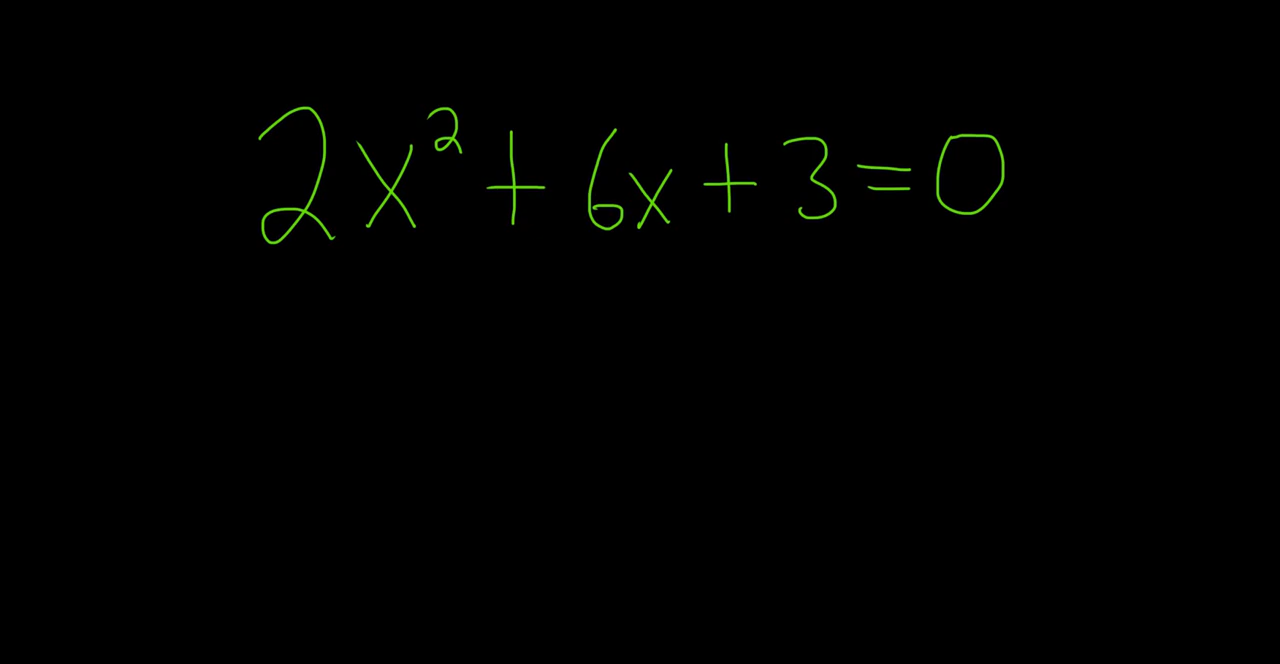 2x² + 6x + 3 = 0